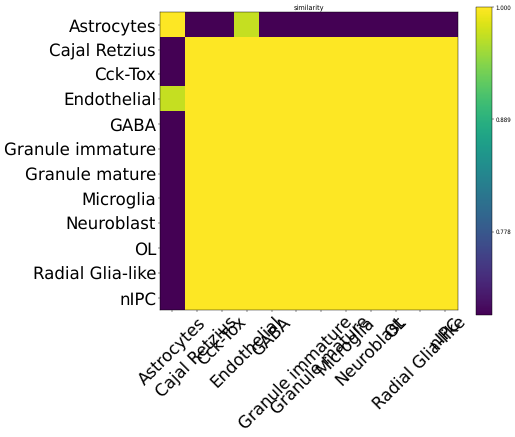 similarity
Astrocytes
Cajal Retzius
Cck-Tox
Endothelial
GABA
Granule immature
Granule mature
Microglia
Neuroblast
OL
Radial Glia-like
nIPC
1.000
0.889
0.778
Astrocytes
Cajal Retzius
Cck-Tox
Endothelial
GABA
Granule immature
Granule mature
Microglia
Neuroblast
OL
Radial Glia-like
nIPC